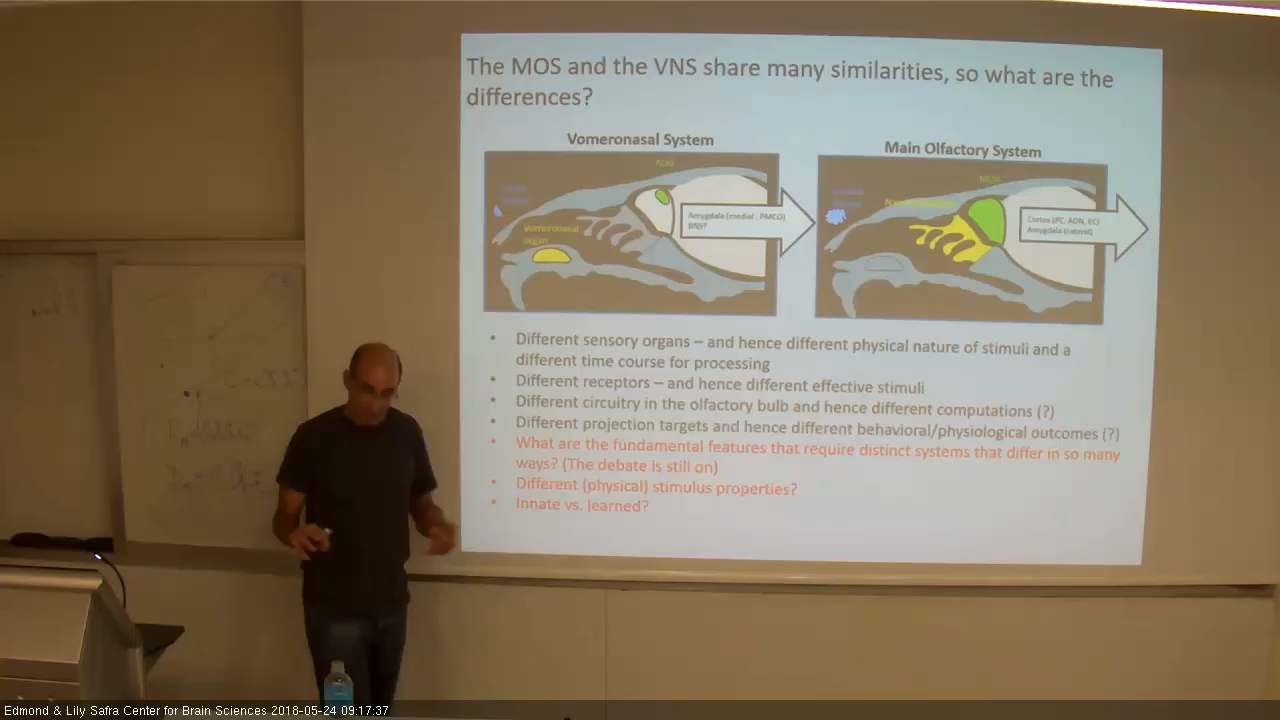 The MOS and the VNS share many similarities, so what are the
differences?
Vomeronasal System
Main Olfactory System
AOB
Vomeronasal
organ
Amygdala (medial , PMCO)
BNST
MOB
Cortex (PC, AON, EC)
Amygdala (Lateral)
• Different sensory organs – and hence different physical nature of stimuli and a
different time course for processing
• Different receptors – and hence different effective stimuli
• Different circuitry in the olfactory bulb and hence different computations (?)
• Different projection targets and hence different behavioral/physiological outcomes (?)
• What are the fundamental features that require distinct systems that differ in so many
ways? (The debate is still on)
• Different (physical) stimulus properties?
• Innate vs. learned?
Edmond & Lily Safra Center for Brain Sciences 2018-05-24 09:17:37